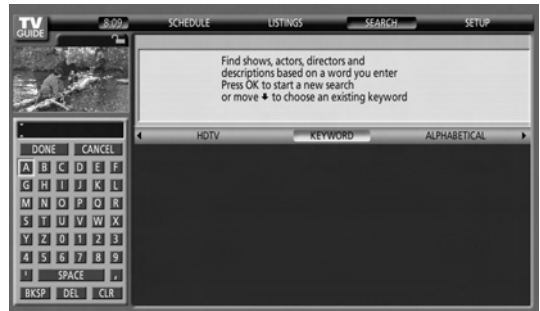 TV GUIDE 8:09 SCHEDULE LISTINGS SEARCH SETUP
Find shows, actors, directors and
descriptions based on a word you enter
Press OK to start a new search
or move ⬇ to choose an existing keyword
HDTV KEYWORD ALPHABETICAL
DONE CANCEL
A B C D E F
G H I J K L
M N O P Q R
S T U V W X
Y Z 0 1 2 3
4 5 6 7 8 9
' SPACE ,
BKSP DEL CLR